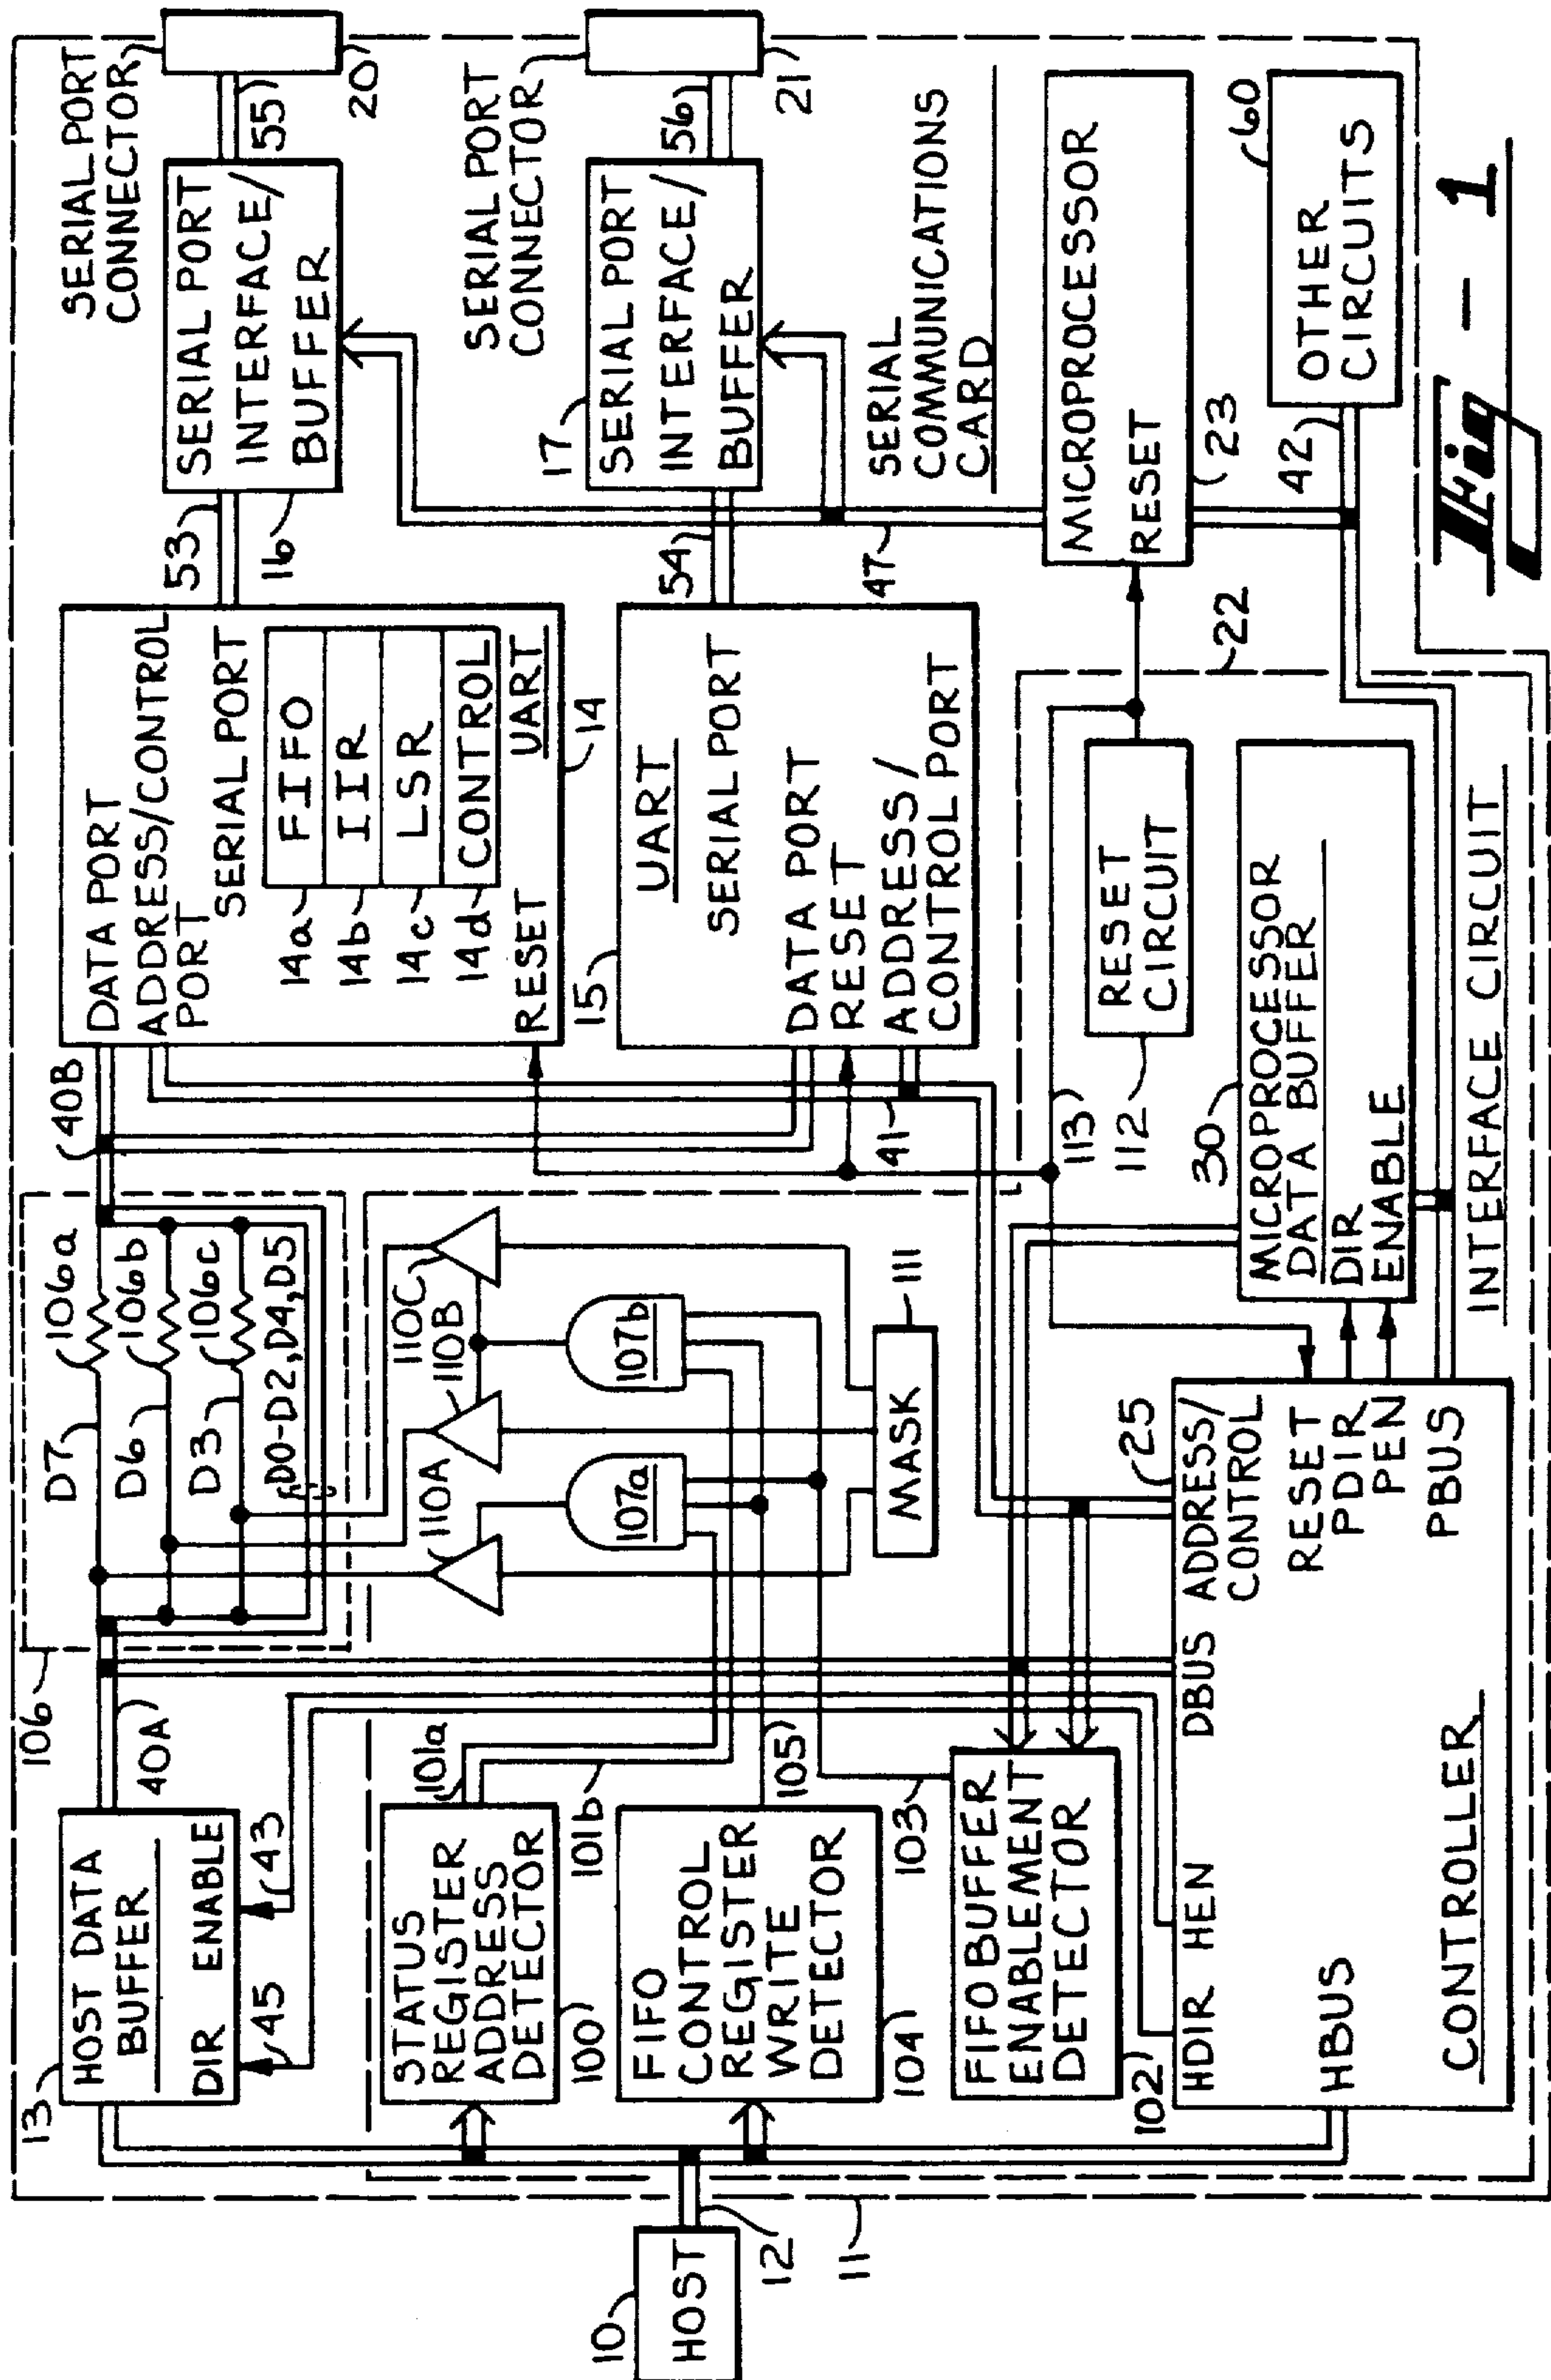 10
HOST
12
11
13
HOST DATA
BUFFER
DIR ENABLE
45
43
40A
106
D7
106a
D6
106b
D3
106c
D0-D2,D4,D5
40B
DATA PORT
ADDRESS/CONTROL
PORT
SERIAL PORT
14a
FIFO
14b
IIR
14c
LSR
14d
CONTROL
RESET
UART
14
53
16
SERIAL PORT
INTERFACE/
BUFFER
55
SERIAL PORT
CONNECTOR
20
STATUS
REGISTER
ADDRESS
DETECTOR
100
101a
101b
FIFO
CONTROL
REGISTER
WRITE
DETECTOR
104
105
103
FIFO BUFFER
ENABLEMENT
DETECTOR
102
110A
110B
110C
107a
107b
MASK
111
15
UART
SERIAL PORT
DATA PORT
RESET
ADDRESS/
CONTROL PORT
41
54
17
SERIAL PORT
INTERFACE/
BUFFER
56
SERIAL PORT
CONNECTOR
21
47
SERIAL
COMMUNICATIONS
CARD
113
112
RESET
CIRCUIT
22
MICROPROCESSOR
RESET
23
HDIR HEN
DBUS ADDRESS/
CONTROL
25
RESET
PDIR
PEN
PBUS
HBUS
CONTROLLER
30
MICROPROCESSOR
DATA BUFFER
DIR
ENABLE
INTERFACE CIRCUIT
42
OTHER
CIRCUITS
60
Fig - 1